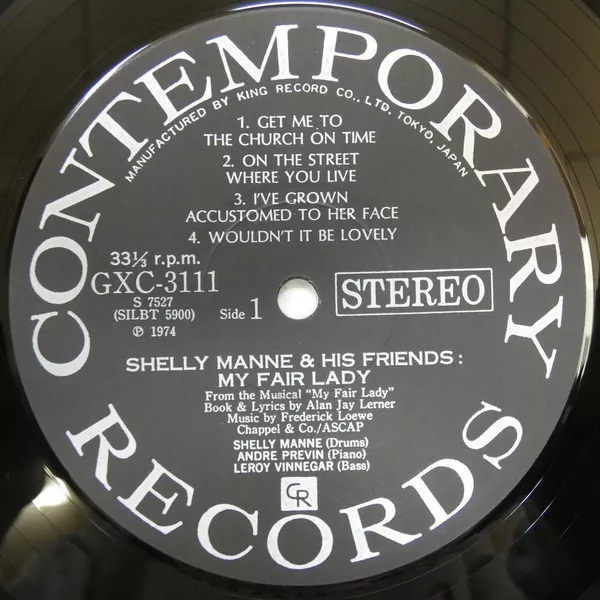 CONTEMPORARY
MANUFACTURED BY KING RECORD CO., LTD. TOKYO, JAPAN
1. GET ME TO
THE CHURCH ON TIME
2. ON THE STREET
WHERE YOU LIVE
3. I'VE GROWN
ACCUSTOMED TO HER FACE
4. WOULDN'T IT BE LOVELY
33⅓ r.p.m.
GXC-3111
S 7527
(SILBT 5900)
Ⓟ 1974
Side 1
STEREO
SHELLY MANNE & HIS FRIENDS:
MY FAIR LADY
From the Musical "My Fair Lady"
Book & Lyrics by Alan Jay Lerner
Music by Frederick Loewe
Chappel & Co./ASCAP
SHELLY MANNE (Drums)
ANDRE PREVIN (Piano)
LEROY VINNEGAR (Bass)
CR
RECORDS